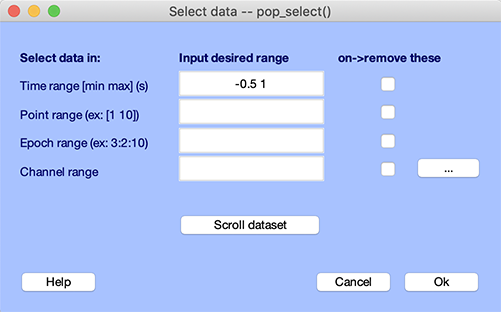 Select data -- pop_select()
Select data in: Input desired range on->remove these
Time range [min max] (s) -0.5 1
Point range (ex: [1 10])
Epoch range (ex: 3:2:10)
Channel range ...
Scroll dataset
Help Cancel Ok